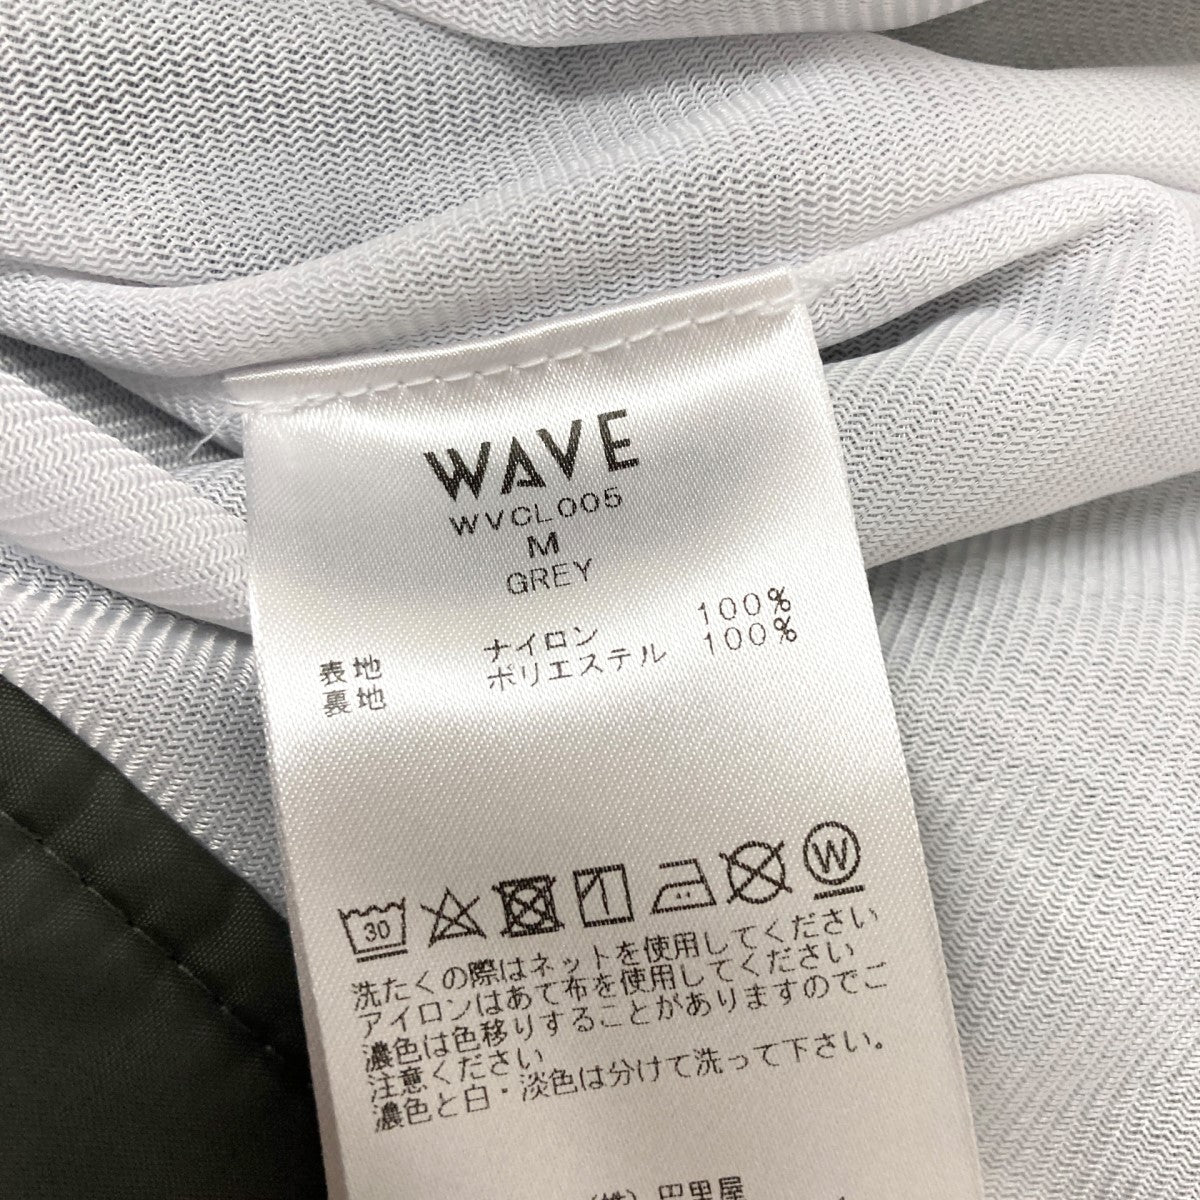 WAVE
WVCL005
M
GREY
表地 ナイロン 100%
裏地 ポリエステル 100%
30 W
洗たくの際はネットを使用してください
アイロンはあて布を使用してください
濃色は色移りすることがありますのでご
注意ください
濃色と白・淡色は分けて洗って下さい。
(株) 巴里屋